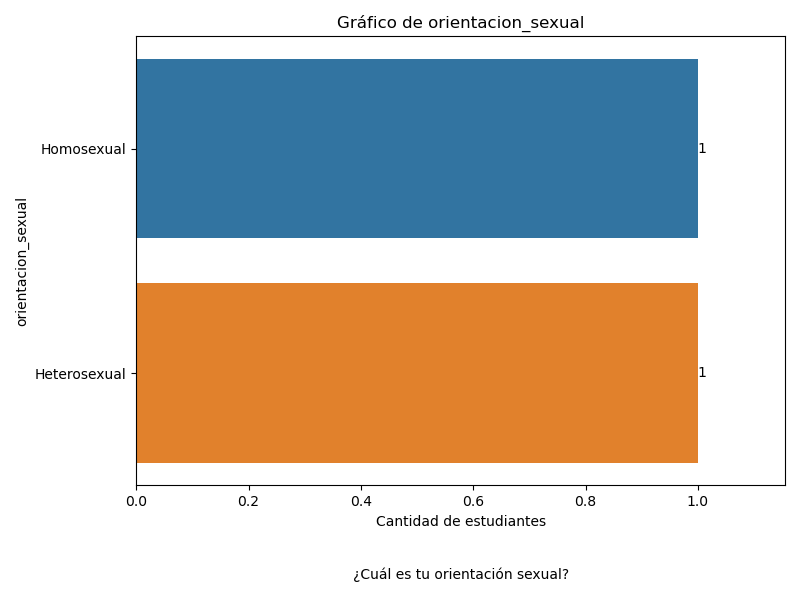 Gráfico de orientacion_sexual
orientacion_sexual
Homosexual
1
Heterosexual
1
0.0 0.2 0.4 0.6 0.8 1.0
Cantidad de estudiantes
¿Cuál es tu orientación sexual?